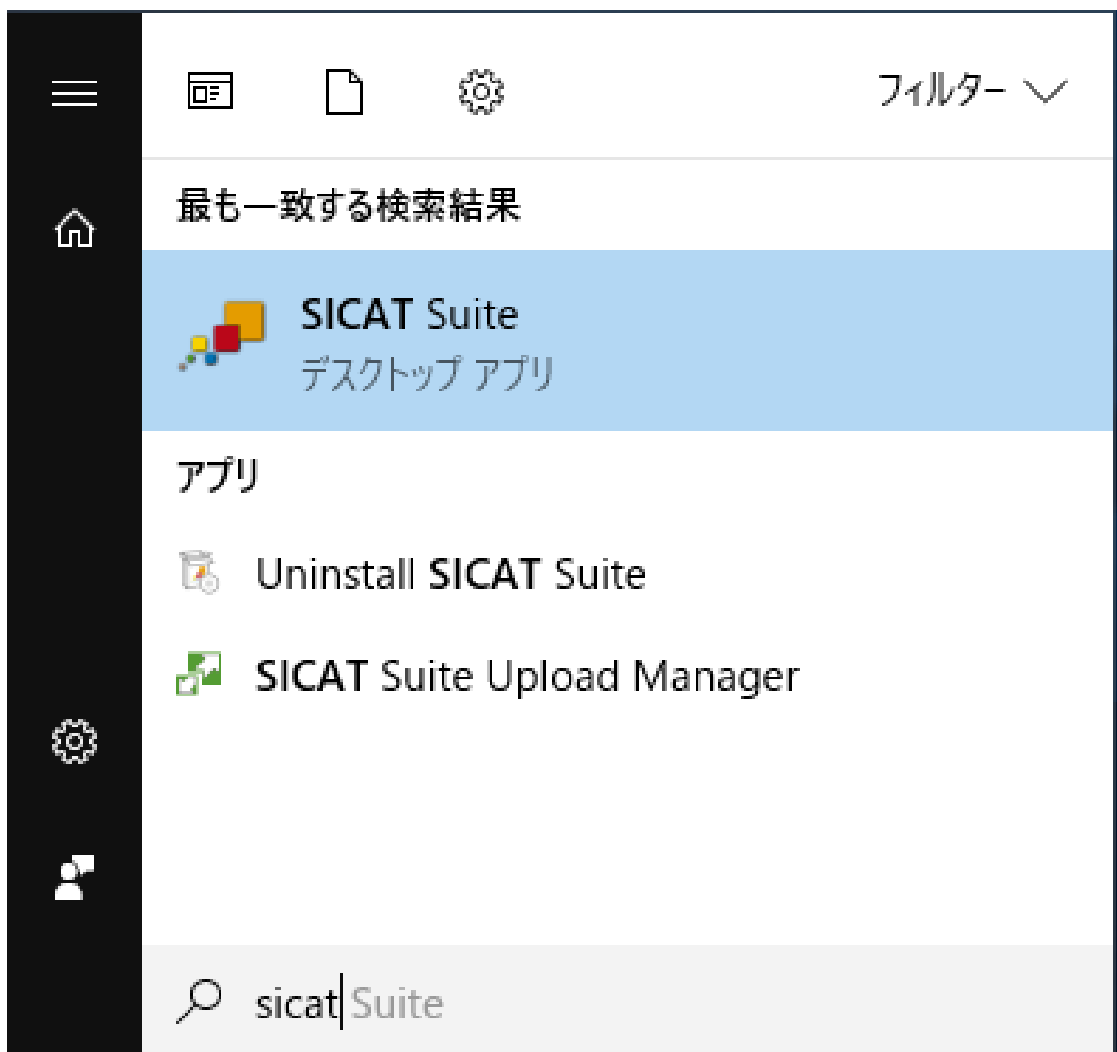 フィルター
最も一致する検索結果
SICAT Suite
デスクトップ アプリ
アプリ
Uninstall SICAT Suite
SICAT Suite Upload Manager
sicat Suite